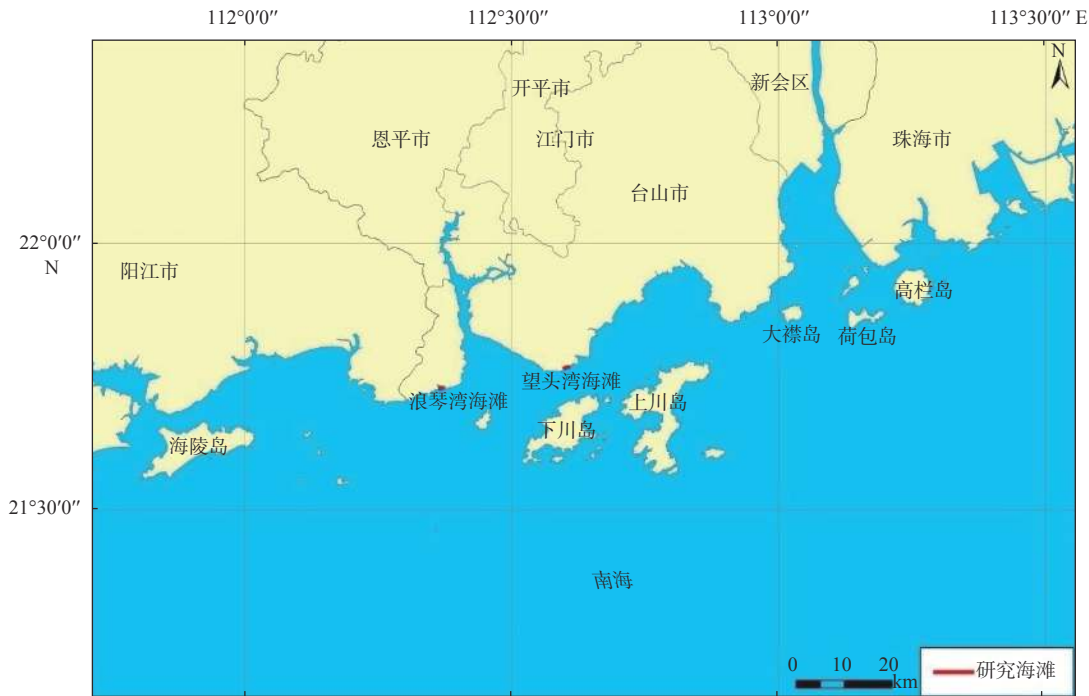 112°0′0″
112°30′0″
113°0′0″
113°30′0″ E
N
开平市
新会区
恩平市
江门市
珠海市
台山市
22°0′0″
N
阳江市
高栏岛
大襟岛
荷包岛
望头湾海滩
浪琴湾海滩
上川岛
下川岛
海陵岛
21°30′0″
南海
0 10 20
km
研究海滩